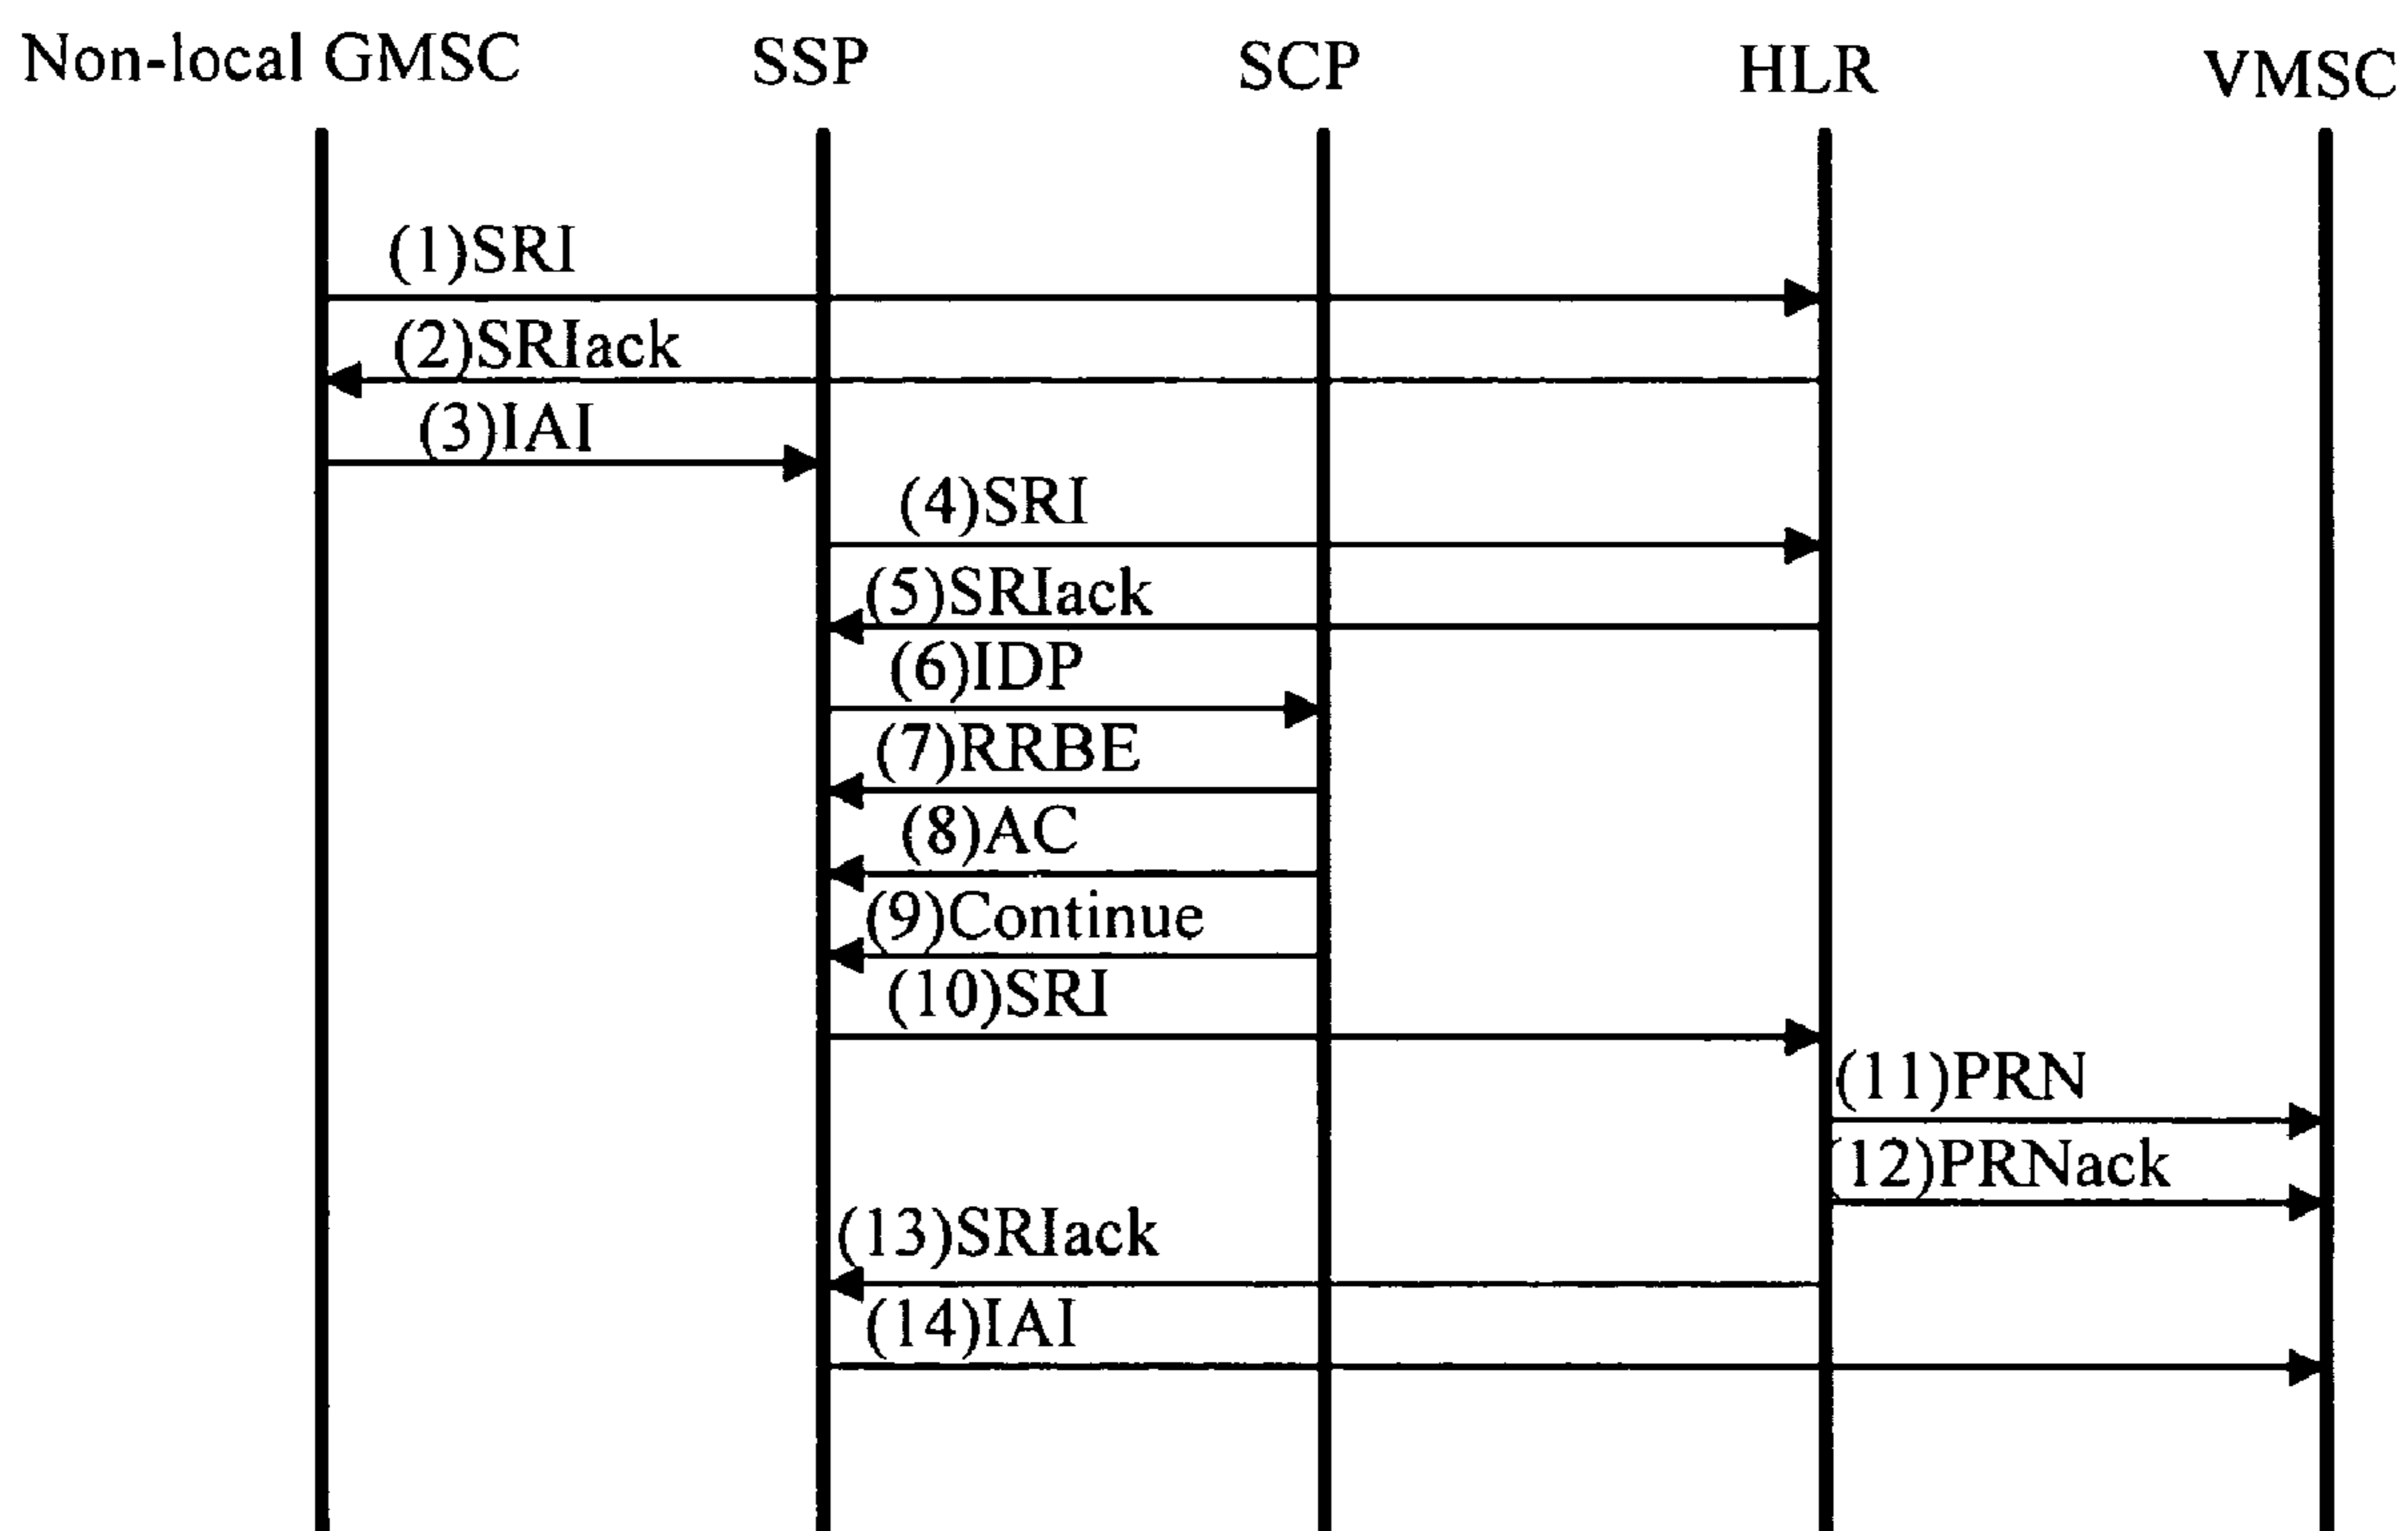 Non-local GMSC SSP SCP HLR VMSC
(1)SRI
(2)SRIack
(3)IAI
(4)SRI
(5)SRIack
(6)IDP
(7)RRBE
(8)AC
(9)Continue
(10)SRI
(11)PRN
(12)PRNack
(13)SRIack
(14)IAI